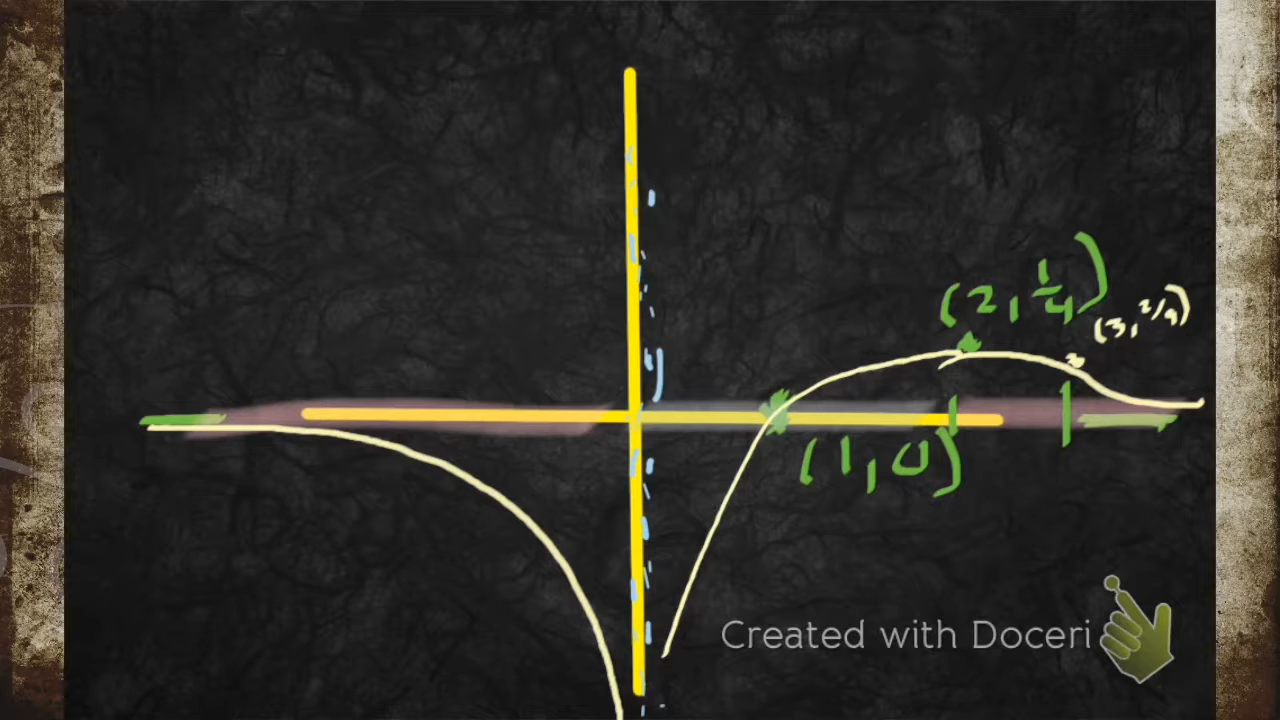 (2, 1/4)
(3, 2/9)
(1, 0)
Created with Doceri